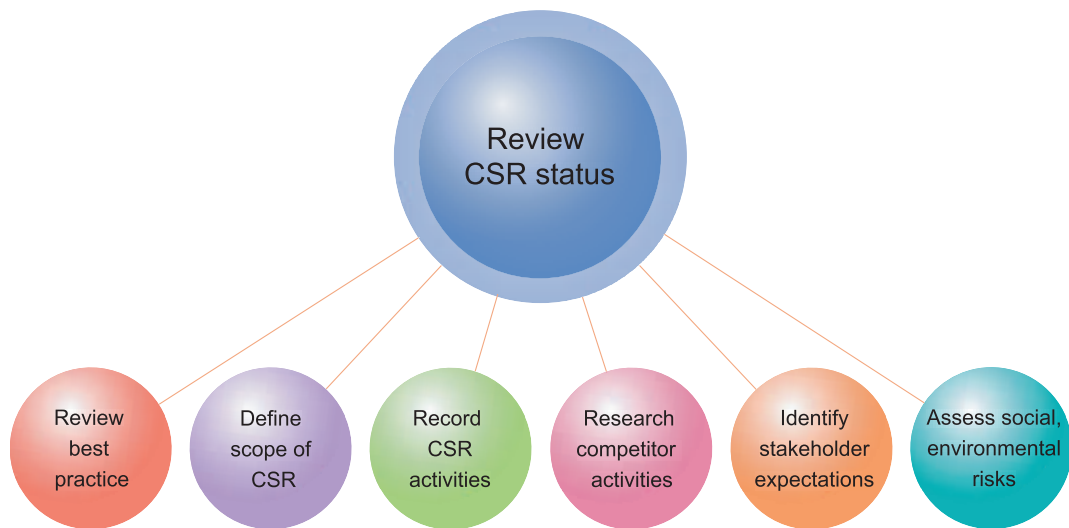 Review
CSR status
Review
best
practice
Define
scope of
CSR
Record
CSR
activities
Research
competitor
activities
Identify
stakeholder
expectations
Assess social,
environmental
risks